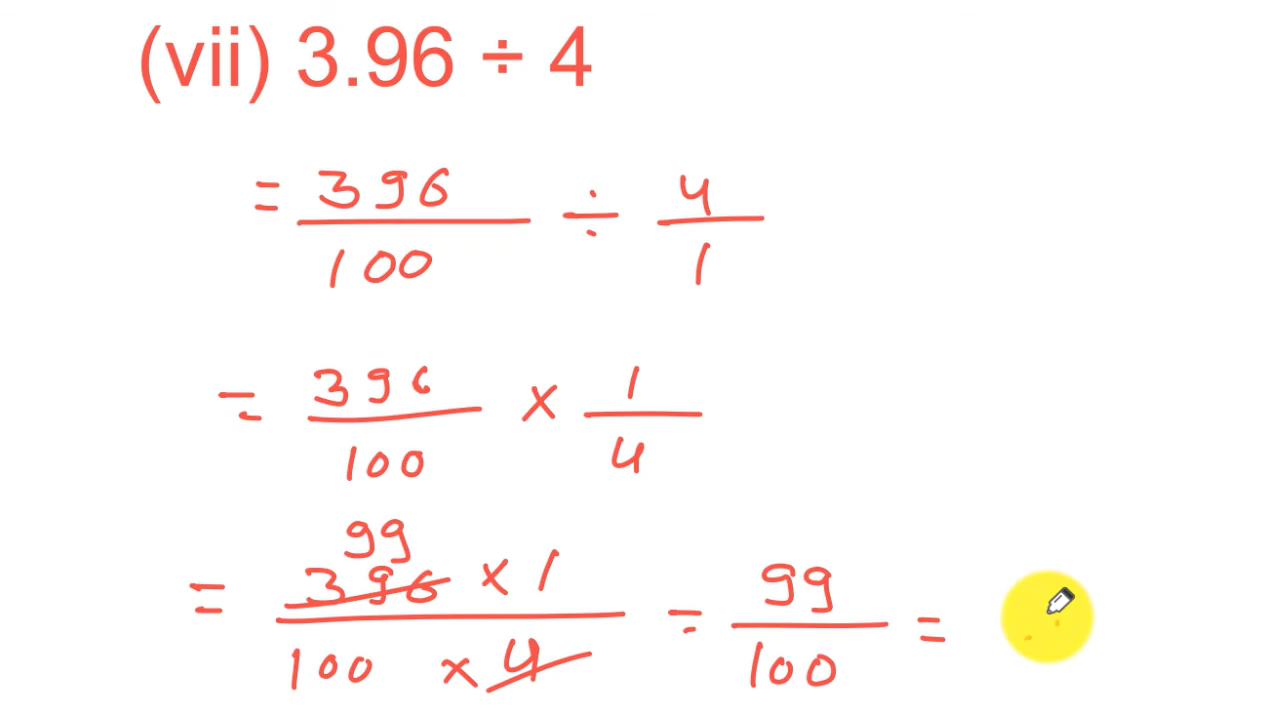 (vii) 3.96 ÷ 4
= 396/100 ÷ 4/1
= 396/100 × 1/4
99
= 396 × 1/100 × 4 = 99/100 =